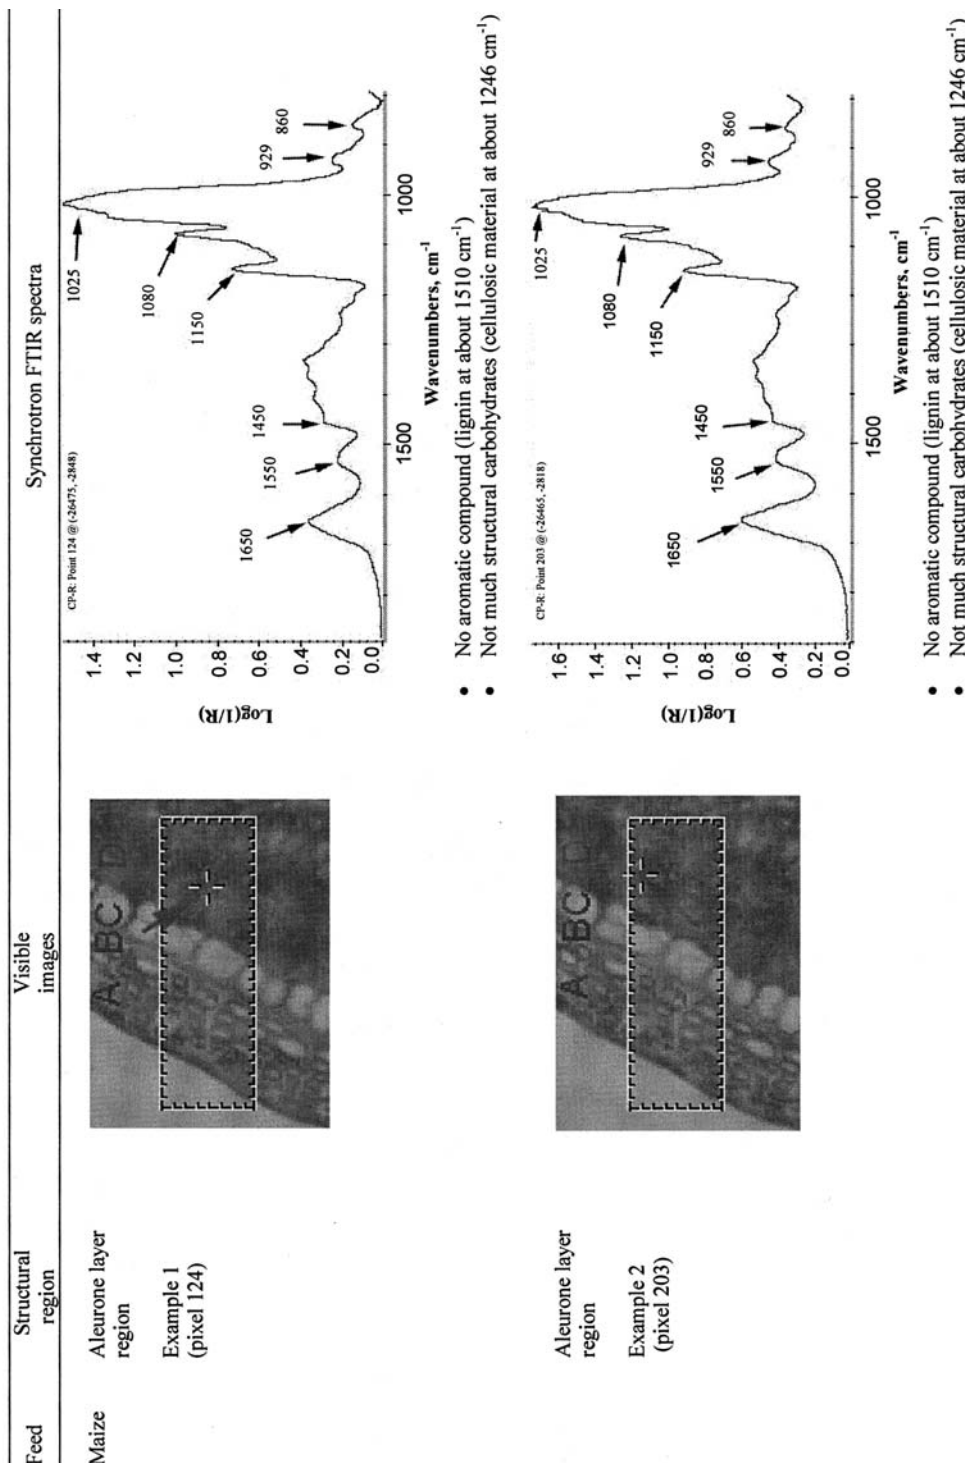 Feed
Structural
region
Visible
images
Synchrotron FTIR spectra
Maize
Aleurone layer
region
Example 1
(pixel 124)
A
B
C
D
CP-R: Point 124 @ (-26475, -2848)
Log(1/R)
1.4
1.2
1.0
0.8
0.6
0.4
0.2
0.0
1650
1550
1450
1150
1080
1025
929
860
1500
1000
Wavenumbers, cm-1
• No aromatic compound (lignin at about 1510 cm-1)
• Not much structural carbohydrates (cellulosic material at about 1246 cm-1)
Aleurone layer
region
Example 2
(pixel 203)
A
B
C
D
CP-R: Point 203 @ (-26465, -2818)
Log(1/R)
1.6
1.4
1.2
1.0
0.8
0.6
0.4
0.2
0.0
1650
1550
1450
1150
1080
1025
929
860
1500
1000
Wavenumbers, cm-1
• No aromatic compound (lignin at about 1510 cm-1)
• Not much structural carbohydrates (cellulosic material at about 1246 cm-1)